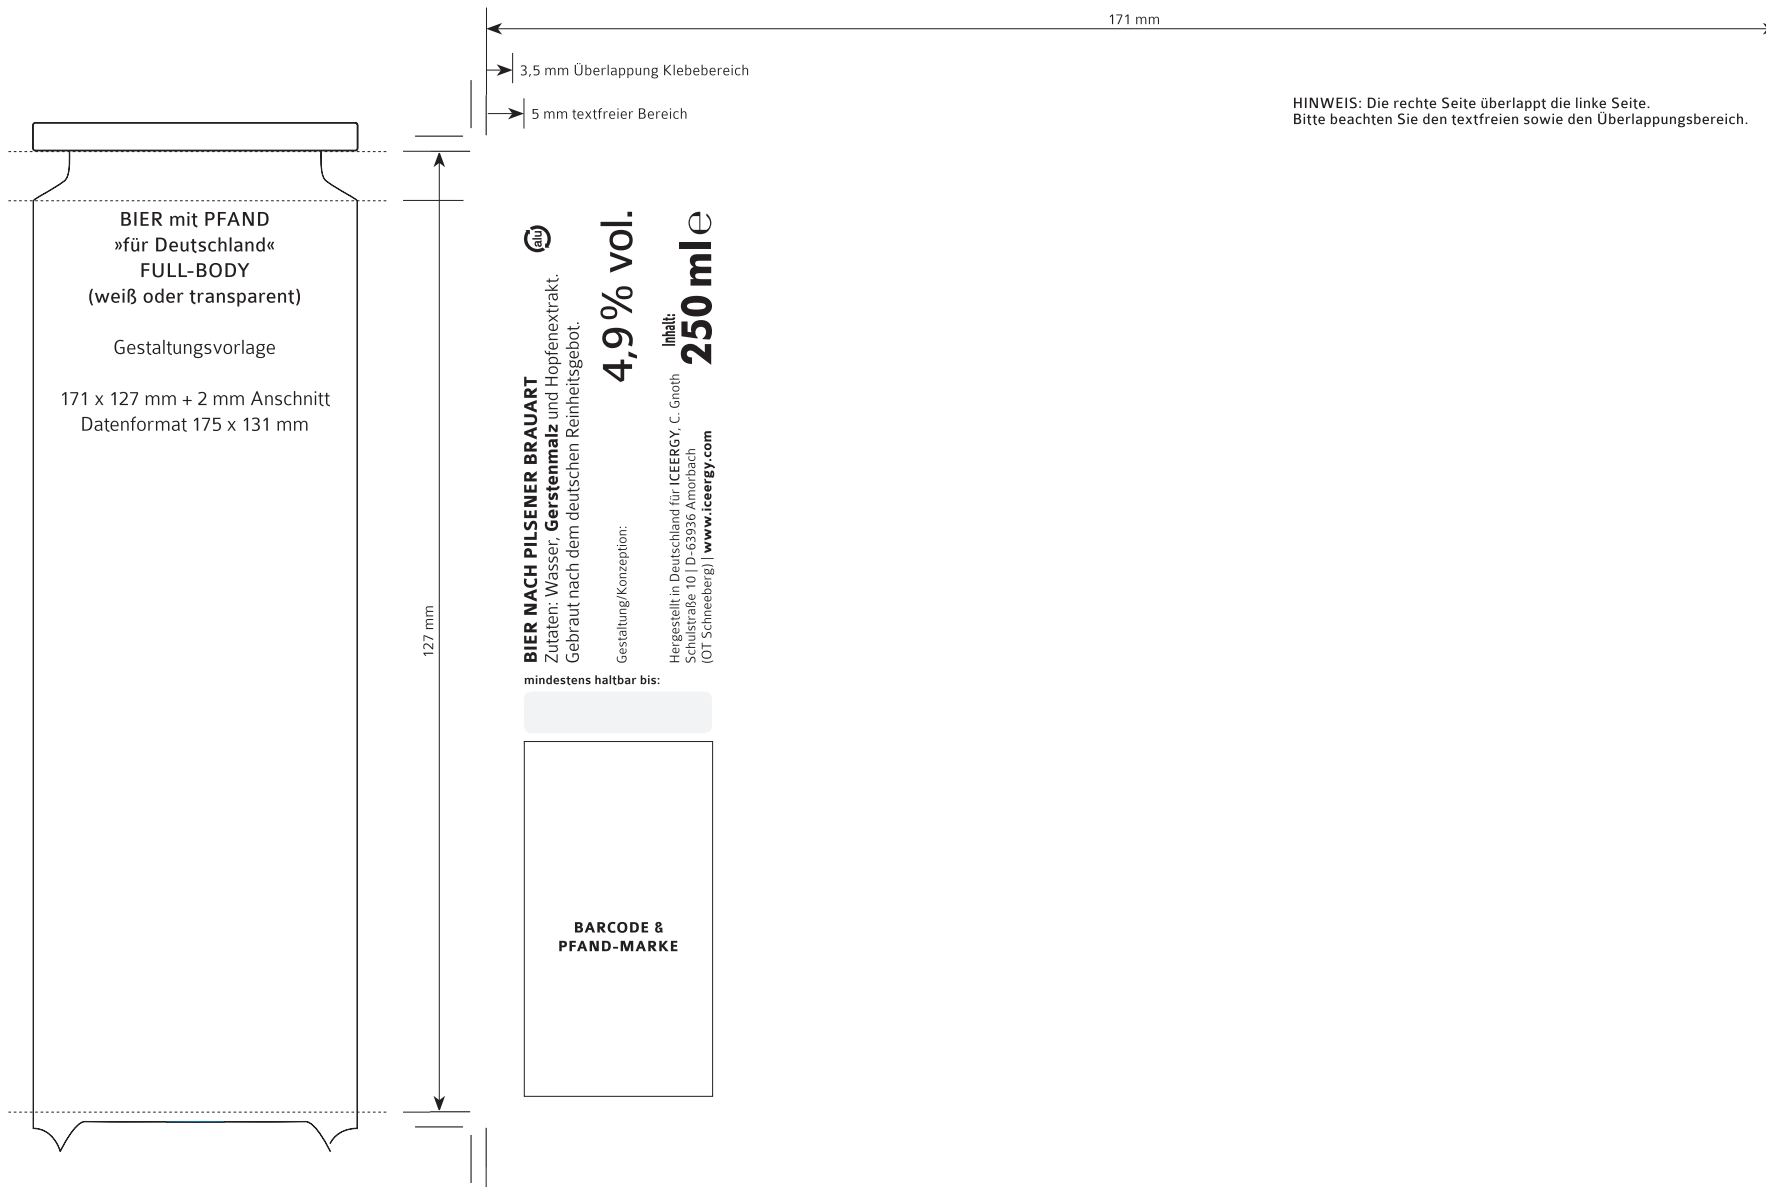 171 mm
3,5 mm Überlappung Klebebereich
5 mm textfreier Bereich
HINWEIS: Die rechte Seite überlappt die linke Seite.
Bitte beachten Sie den textfreien sowie den Überlappungsbereich.
BIER mit PFAND
»für Deutschland«
FULL-BODY
(weiß oder transparent)
Gestaltungsvorlage
171 x 127 mm + 2 mm Anschnitt
Datenformat 175 x 131 mm
127 mm
BIER NACH PILSENER BRAUART
Zutaten: Wasser, Gerstenmalz und Hopfenextrakt.
Gebraut nach dem deutschen Reinheitsgebot.
alu
Gestaltung/Konzeption:
4,9% vol.
Hergestellt in Deutschland für ICEERGY, C. Gnoth
Schulstraße 10 | D-63936 Amorbach
(OT Schneeberg) | www.iceergy.com
Inhalt:
250 ml ℮
mindestens haltbar bis:
BARCODE &
PFAND-MARKE